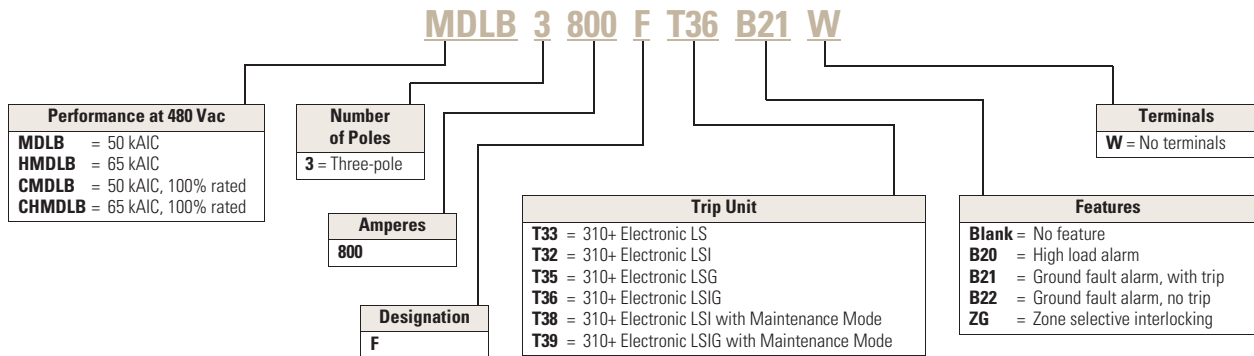 MDLB 3 800 F T36 B21 W
Performance at 480 Vac
MDLB = 50 kAIC
HMDLB = 65 kAIC
CMDLB = 50 kAIC, 100% rated
CHMDLB = 65 kAIC, 100% rated
Number
of Poles
3 = Three-pole
Amperes
800
Designation
F
Trip Unit
T33 = 310+ Electronic LS
T32 = 310+ Electronic LSI
T35 = 310+ Electronic LSG
T36 = 310+ Electronic LSIG
T38 = 310+ Electronic LSI with Maintenance Mode
T39 = 310+ Electronic LSIG with Maintenance Mode
Features
Blank = No feature
B20 = High load alarm
B21 = Ground fault alarm, with trip
B22 = Ground fault alarm, no trip
ZG = Zone selective interlocking
Terminals
W = No terminals